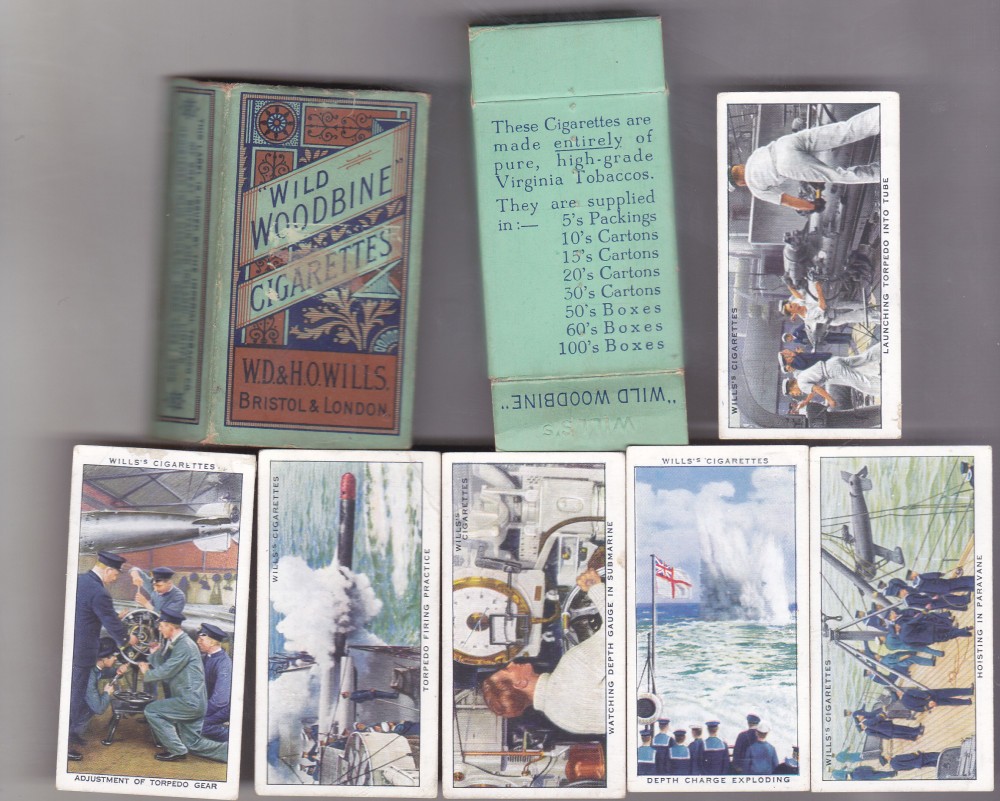 "WILD
WOODBINE"
CIGARETTES
W.D. & H.O. WILLS.
BRISTOL & LONDON.
These Cigarettes are
made entirely of
pure, high-grade
Virginia Tobaccos.
They are supplied
in:— 5's Packings
10's Cartons
15's Cartons
20's Cartons
30's Cartons
50's Boxes
60's Boxes
100's Boxes
WILLS'S
"WILD WOODBINE"
WILLS'S CIGARETTES
LAUNCHING TORPEDO INTO TUBE
WILLS'S CIGARETTES
ADJUSTMENT OF TORPEDO GEAR
WILLS'S CIGARETTES
TORPEDO FIRING PRACTICE
WILLS'S
CIGARETTES
WATCHING DEPTH GAUGE IN SUBMARINE
WILLS'S CIGARETTES
DEPTH CHARGE EXPLODING
WILLS'S CIGARETTES
HOISTING IN PARAVANE